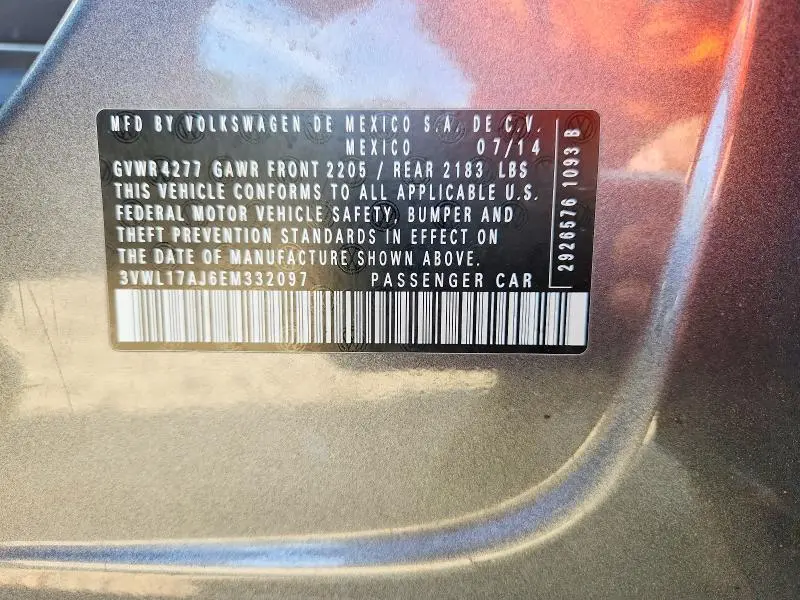 MFD BY VOLKSWAGEN DE MEXICO S.A. DE C.V.
MEXICO 07/14
GVWR4277 GAWR FRONT 2205 / REAR 2183 LBS
THIS VEHICLE CONFORMS TO ALL APPLICABLE U.S.
FEDERAL MOTOR VEHICLE SAFETY, BUMPER AND
THEFT PREVENTION STANDARDS IN EFFECT ON
THE DATE OF MANUFACTURE SHOWN ABOVE.
3VWL17AJ6EM332097 PASSENGER CAR
2926576 1093 B